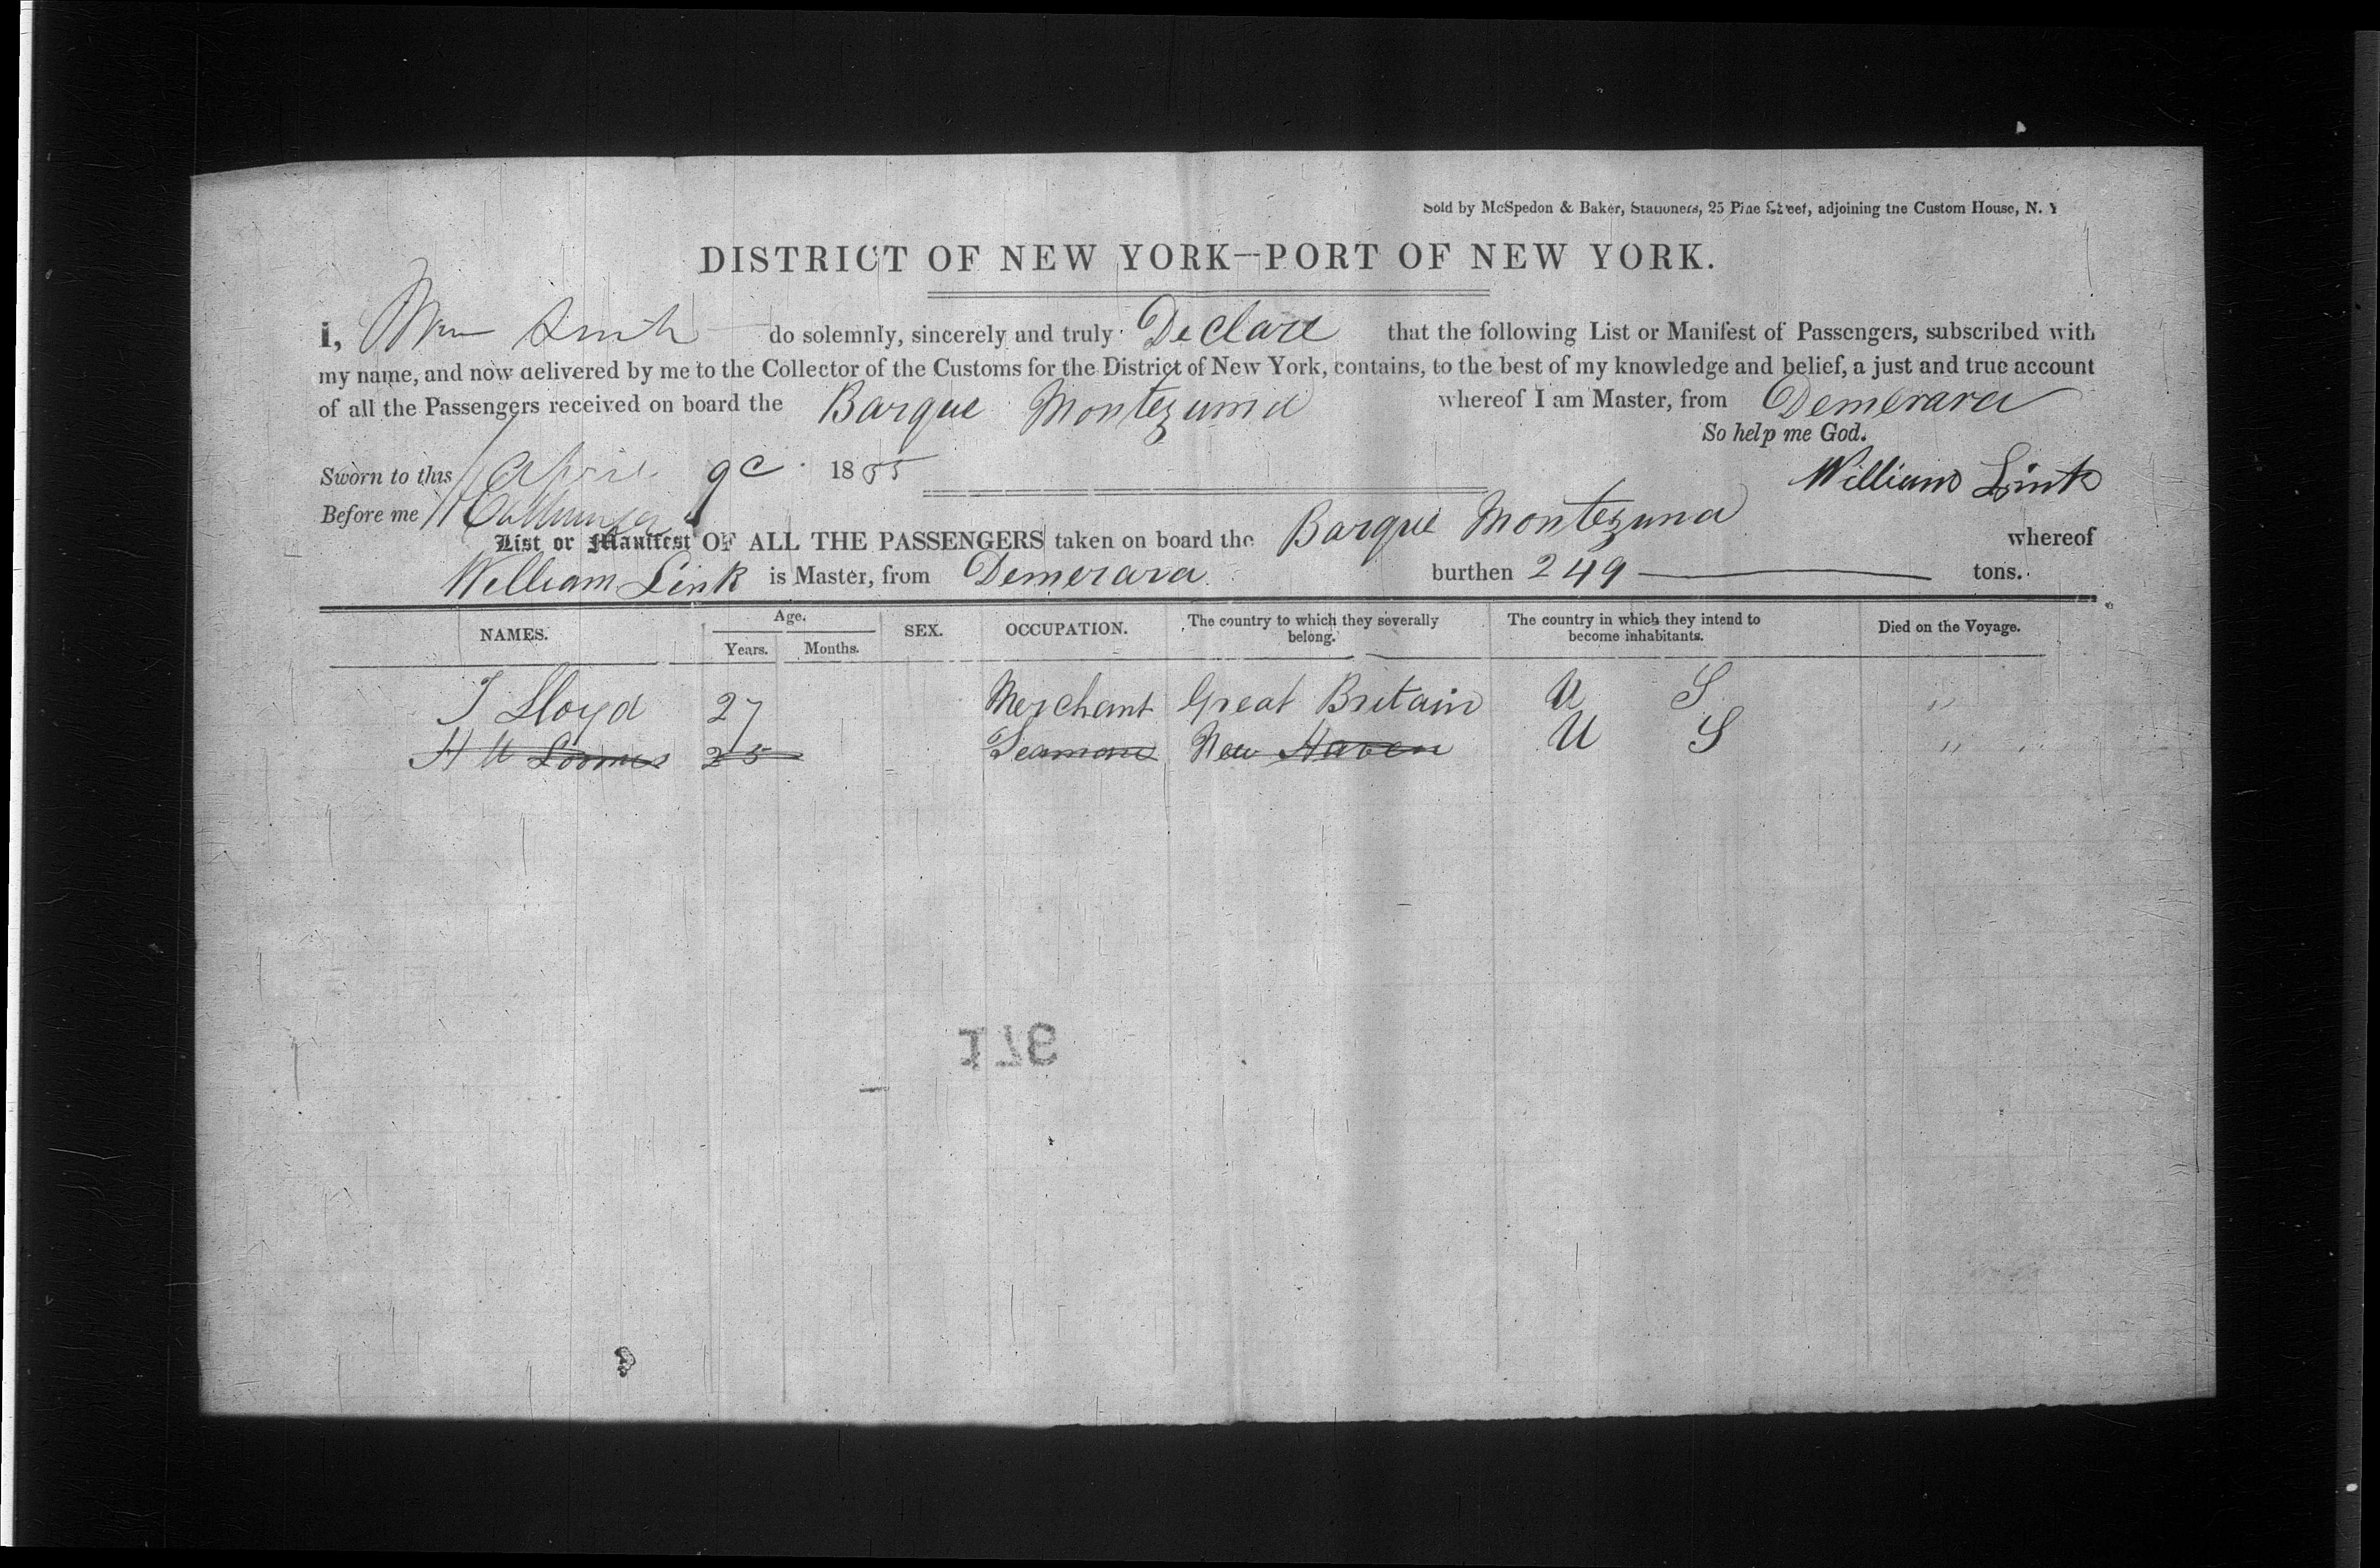 Sold by McSpedon & Baker, Stationers, 25 Pine Street, adjoining the Custom House, N. Y
DISTRICT OF NEW YORK—PORT OF NEW YORK.
I, Wm do solemnly, sincerely and truly Declare that the following List or Manifest of Passengers, subscribed with
my name, and now delivered by me to the Collector of the Customs for the District of New York, contains, to the best of my knowledge and belief, a just and true account
of all the Passengers received on board the Barque Montezuma whereof I am Master, from Demerara
So help me God.
Sworn to this April 9 1855
William Link
Before me
List or Manifest OF ALL THE PASSENGERS taken on board the Barque Montezuma whereof
William Link is Master, from Demerara burthen 249 — tons.
NAMES. Age. Years. Months. SEX. OCCUPATION. The country to which they severally belong. The country in which they intend to become inhabitants. Died on the Voyage.
J Lloyd 27 Merchant Great Britain U S "
H W Loomes 25 Seaman New Haven U S "
371